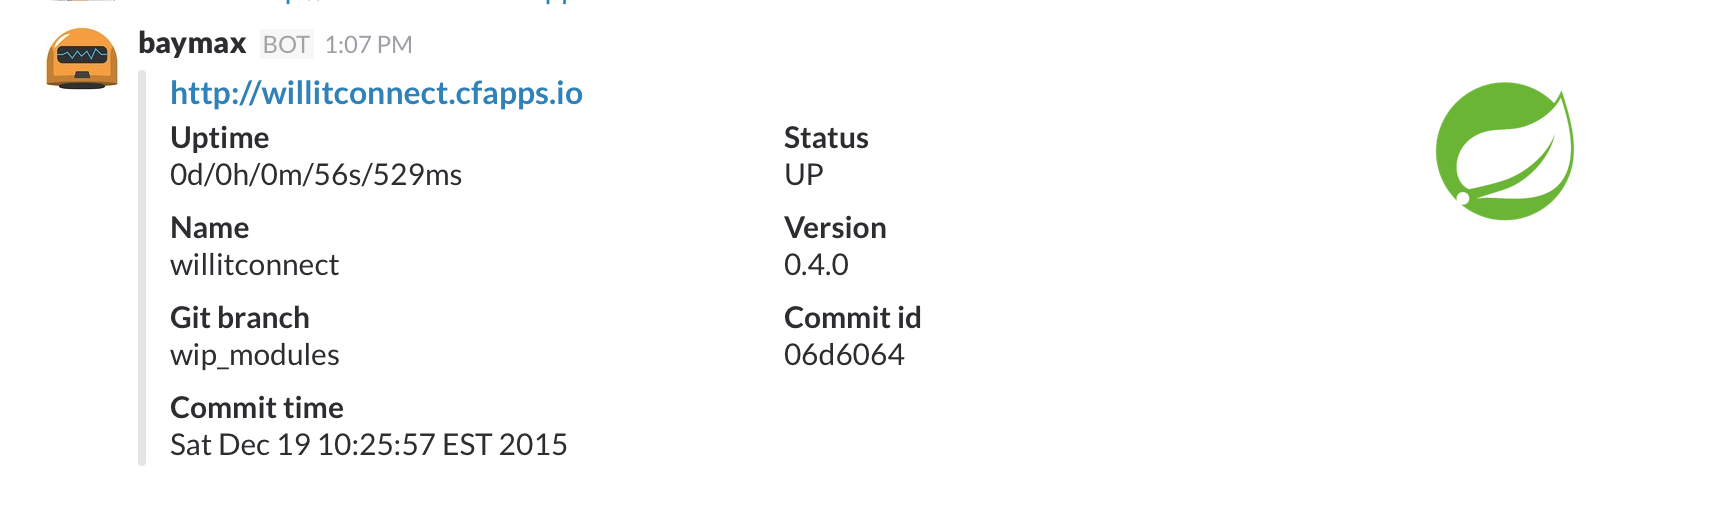 baymax BOT 1:07 PM
http://willitconnect.cfapps.io
Uptime Status
0d/0h/0m/56s/529ms UP
Name Version
willitconnect 0.4.0
Git branch Commit id
wip_modules 06d6064
Commit time
Sat Dec 19 10:25:57 EST 2015